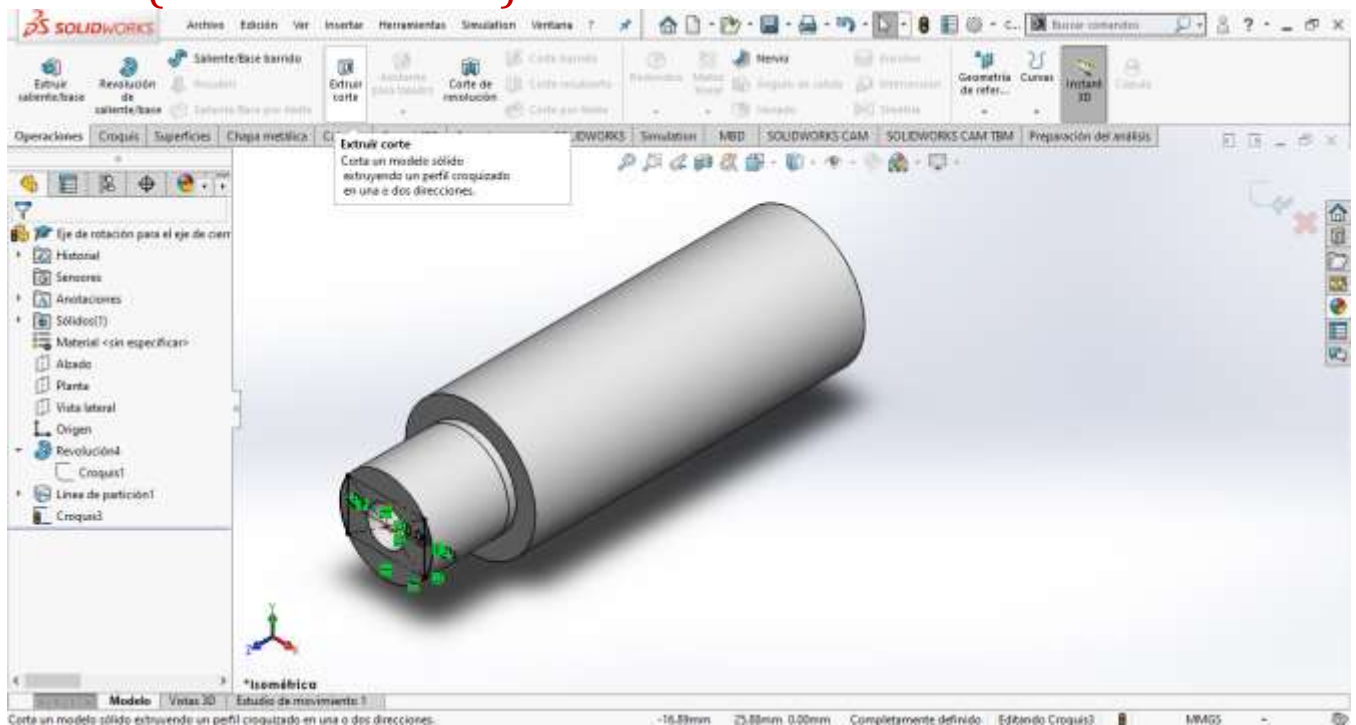 SOLIDWORKS
Archivo Edición Ver Insertar Herramientas Simulation Ventana ?
Buscar comandos
Extruir saliente/base
Revolución de saliente/base
Saliente/Base barrido
Extruir corte
Corte de revolución
Nervio
Geometría de refer...
Curvas
Instant 3D
Operaciones Croquis Superficies Chapa metálica
Simulation MBD SOLIDWORKS CAM SOLIDWORKS CAM TBM Preparación del análisis
Extruir corte
Corta un modelo sólido
extruyendo un perfil croquizado
en una o dos direcciones.
Eje de rotación para el eje de cierr
Historial
Sensores
Anotaciones
Sólidos(1)
Material <sin especificar>
Alzado
Planta
Vista lateral
Origen
Revolución4
Croquis1
Línea de partición1
Croquis3
*Isométrica
Modelo Vistas 3D Estudio de movimiento 1
Corta un modelo sólido extruyendo un perfil croquizado en una o dos direcciones.
-16.89mm 25.88mm 0.00mm Completamente definido Editando Croquis3 MMGS